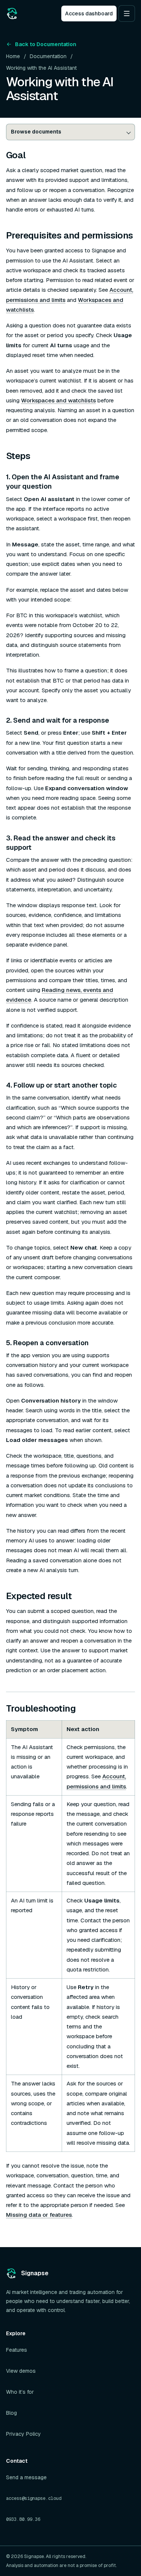 Access dashboard
← Back to Documentation
Home / Documentation /
Working with the AI Assistant
Working with the AI
Assistant
Browse documents
Goal
Ask a clearly scoped market question, read the
answer with its provided support and limitations,
and follow up or reopen a conversation. Recognize
when an answer lacks enough data to verify it, and
handle errors or exhausted AI turns.
Prerequisites and permissions
You have been granted access to Signapse and
permission to use the AI Assistant. Select an
active workspace and check its tracked assets
before starting. Permission to read related event or
article details is checked separately. See Account,
permissions and limits and Workspaces and
watchlists.
Asking a question does not guarantee data exists
for the asset or period you specify. Check Usage
limits for current AI turns usage and the
displayed reset time when needed.
An asset you want to analyze must be in the
workspace's current watchlist. If it is absent or has
been removed, add it and check the saved list
using Workspaces and watchlists before
requesting analysis. Naming an asset in a question
or in an old conversation does not expand the
permitted scope.
Steps
1. Open the AI Assistant and frame
your question
Select Open AI assistant in the lower corner of
the app. If the interface reports no active
workspace, select a workspace first, then reopen
the assistant.
In Message, state the asset, time range, and what
you want to understand. Focus on one specific
question; use explicit dates when you need to
compare the answer later.
For example, replace the asset and dates below
with your intended scope:
For BTC in this workspace's watchlist, which
events were notable from October 20 to 22,
2026? Identify supporting sources and missing
data, and distinguish source statements from
interpretation.
This illustrates how to frame a question; it does
not establish that BTC or that period has data in
your account. Specify only the asset you actually
want to analyze.
2. Send and wait for a response
Select Send, or press Enter; use Shift + Enter
for a new line. Your first question starts a new
conversation with a title derived from the question.
Wait for sending, thinking, and responding states
to finish before reading the full result or sending a
follow-up. Use Expand conversation window
when you need more reading space. Seeing some
text appear does not establish that the response
is complete.
3. Read the answer and check its
support
Compare the answer with the preceding question:
which asset and period does it discuss, and does
it address what you asked? Distinguish source
statements, interpretation, and uncertainty.
The window displays response text. Look for
sources, evidence, confidence, and limitations
within that text when provided; do not assume
every response includes all these elements or a
separate evidence panel.
If links or identifiable events or articles are
provided, open the sources within your
permissions and compare their titles, times, and
content using Reading news, events and
evidence. A source name or general description
alone is not verified support.
If confidence is stated, read it alongside evidence
and limitations; do not treat it as the probability of
a price rise or fall. No stated limitations does not
establish complete data. A fluent or detailed
answer still needs its sources checked.
4. Follow up or start another topic
In the same conversation, identify what needs
clarification, such as “Which source supports the
second claim?” or “Which parts are observations
and which are inferences?”. If support is missing,
ask what data is unavailable rather than continuing
to treat the claim as a fact.
AI uses recent exchanges to understand follow-
ups; it is not guaranteed to remember an entire
long history. If it asks for clarification or cannot
identify older content, restate the asset, period,
and claim you want clarified. Each new turn still
applies the current watchlist; removing an asset
preserves saved content, but you must add the
asset again before continuing its analysis.
To change topics, select New chat. Keep a copy
of any unsent draft before changing conversations
or workspaces; starting a new conversation clears
the current composer.
Each new question may require processing and is
subject to usage limits. Asking again does not
guarantee missing data will become available or
make a previous conclusion more accurate.
5. Reopen a conversation
If the app version you are using supports
conversation history and your current workspace
has saved conversations, you can find and reopen
one as follows.
Open Conversation history in the window
header. Search using words in the title, select the
appropriate conversation, and wait for its
messages to load. To read earlier content, select
Load older messages when shown.
Check the workspace, title, questions, and
message times before following up. Old content is
a response from the previous exchange; reopening
a conversation does not update its conclusions to
current market conditions. State the time and
information you want to check when you need a
new answer.
The history you can read differs from the recent
memory AI uses to answer: loading older
messages does not mean AI will recall them all.
Reading a saved conversation alone does not
create a new AI analysis turn.
Expected result
You can submit a scoped question, read the
response, and distinguish supported information
from what you could not check. You know how to
clarify an answer and reopen a conversation in the
right context. Use the answer to support market
understanding, not as a guarantee of accurate
prediction or an order placement action.
Troubleshooting
Symptom Next action
The AI Assistant
is missing or an
action is
unavailable
Check permissions, the
current workspace, and
whether processing is in
progress. See Account,
permissions and limits.
Sending fails or a
response reports
failure
Keep your question, read
the message, and check
the current conversation
before resending to see
which messages were
recorded. Do not treat an
old answer as the
successful result of the
failed question.
An AI turn limit is
reported
Check Usage limits,
usage, and the reset
time. Contact the person
who granted access if
you need clarification;
repeatedly submitting
does not resolve a
quota restriction.
History or
conversation
content fails to
load
Use Retry in the
affected area when
available. If history is
empty, check search
terms and the
workspace before
concluding that a
conversation does not
exist.
The answer lacks
sources, uses the
wrong scope, or
contains
contradictions
Ask for the sources or
scope, compare original
articles when available,
and note what remains
unverified. Do not
assume one follow-up
will resolve missing data.
If you cannot resolve the issue, note the
workspace, conversation, question, time, and
relevant message. Contact the person who
granted access so they can receive the issue and
refer it to the appropriate person if needed. See
Missing data or features.
Signapse
AI market intelligence and trading automation for
people who need to understand faster, build better,
and operate with control.
Explore
Features
View demos
Who it's for
Blog
Privacy Policy
Contact
Send a message
access@signapse.cloud
© 2026 Signapse. All rights reserved.
Analysis and automation are not a promise of profit.